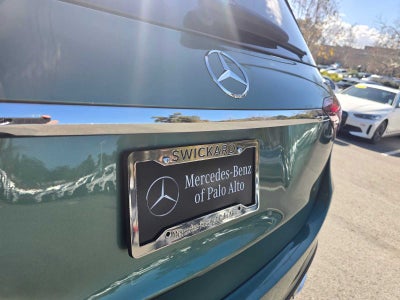 SWICKARD
Mercedes-Benz
of Palo Alto